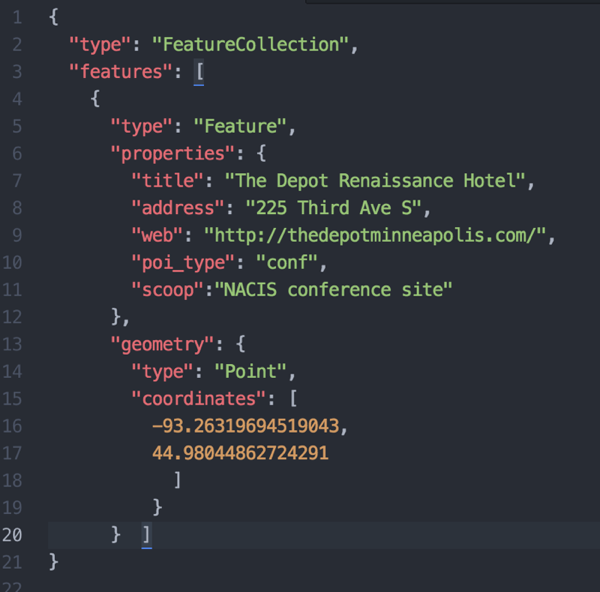 1 {
2 "type": "FeatureCollection",
3 "features": [
4 {
5 "type": "Feature",
6 "properties": {
7 "title": "The Depot Renaissance Hotel",
8 "address": "225 Third Ave S",
9 "web": "http://thedepotminneapolis.com/",
10 "poi_type": "conf",
11 "scoop":"NACIS conference site"
12 },
13 "geometry": {
14 "type": "Point",
15 "coordinates": [
16 -93.26319694519043,
17 44.98044862724291
18 ]
19 }
20 } ]
21 }
22